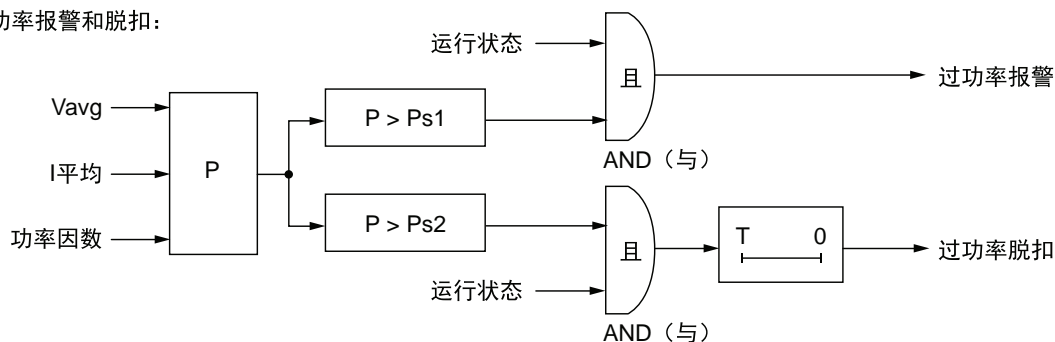 功率报警和脱扣：
运行状态
且
过功率报警
Vavg
P > Ps1
AND（与）
I平均
P
P > Ps2
功率因数
且
T 0
过功率脱扣
运行状态
AND（与）